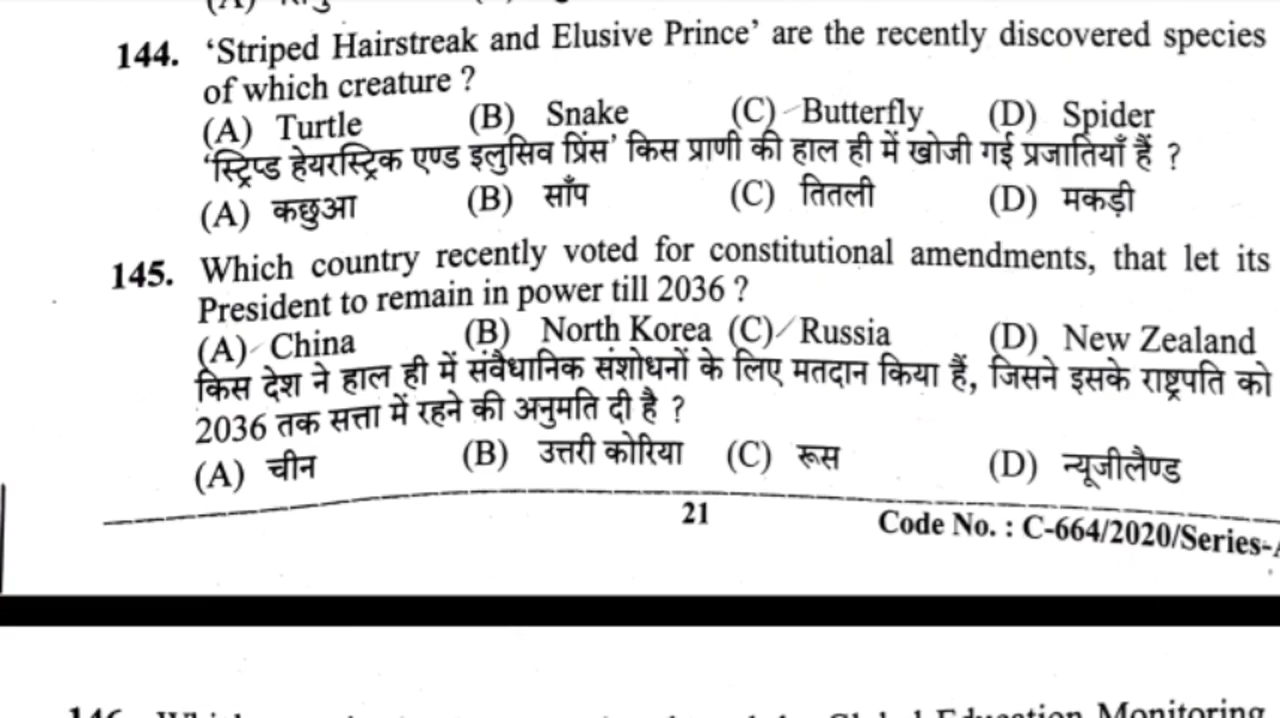 144. ‘Striped Hairstreak and Elusive Prince’ are the recently discovered species
of which creature ?
(A) Turtle (B) Snake (C) Butterfly (D) Spider
‘स्ट्रिप्ड हेयरस्ट्रिक एण्ड इलुसिव प्रिंस’ किस प्राणी की हाल ही में खोजी गई प्रजातियाँ हैं ?
(A) कछुआ (B) साँप (C) तितली (D) मकड़ी
145. Which country recently voted for constitutional amendments, that let its
President to remain in power till 2036 ?
(A) China (B) North Korea (C) Russia (D) New Zealand
किस देश ने हाल ही में संवैधानिक संशोधनों के लिए मतदान किया हैं, जिसने इसके राष्ट्रपति को
2036 तक सत्ता में रहने की अनुमति दी है ?
(A) चीन (B) उत्तरी कोरिया (C) रूस (D) न्यूजीलैण्ड
21
Code No. : C-664/2020/Series-
Global Education Monitoring